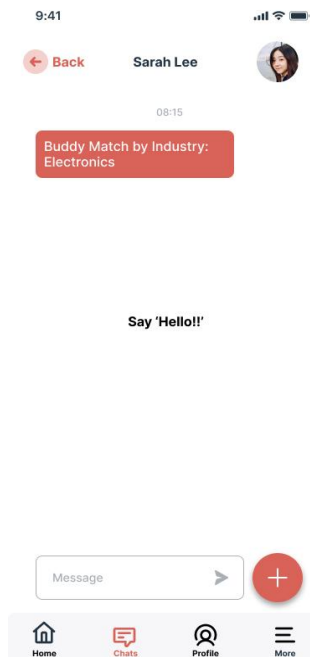 9:41
Back
Sarah Lee
08:15
Buddy Match by Industry:
Electronics
Say 'Hello!!'
Message
Home
Chats
Profile
More